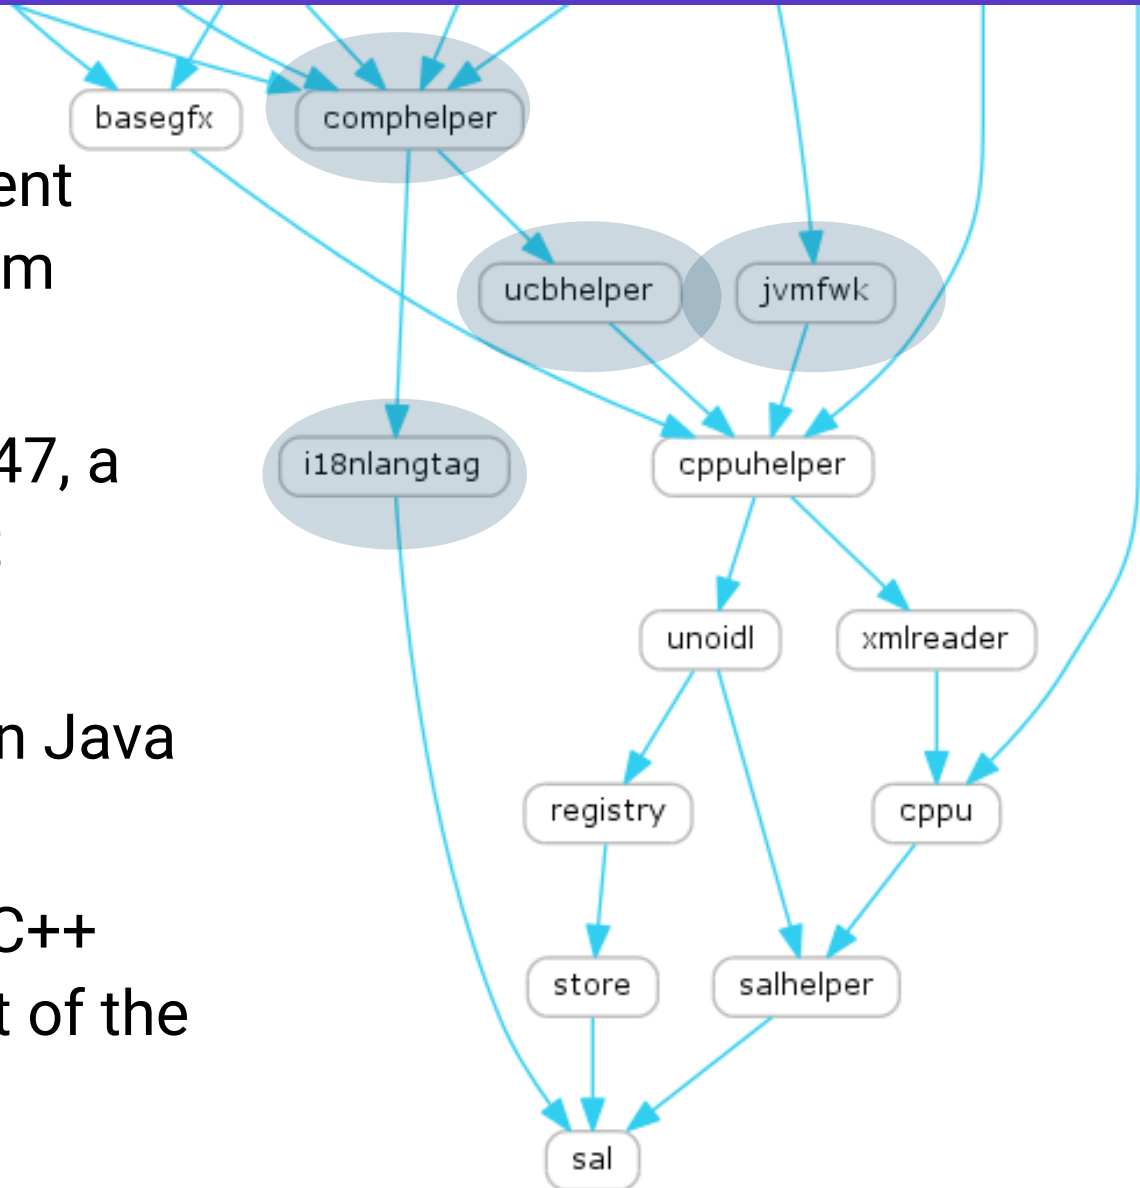 basegfx
comphelper
ent
m
ucbhelper
jvmfwk
47, a
i18nlangtag
cppuhelper
unoidl
xmlreader
n Java
registry
cppu
C++
store
salhelper
t of the
sal